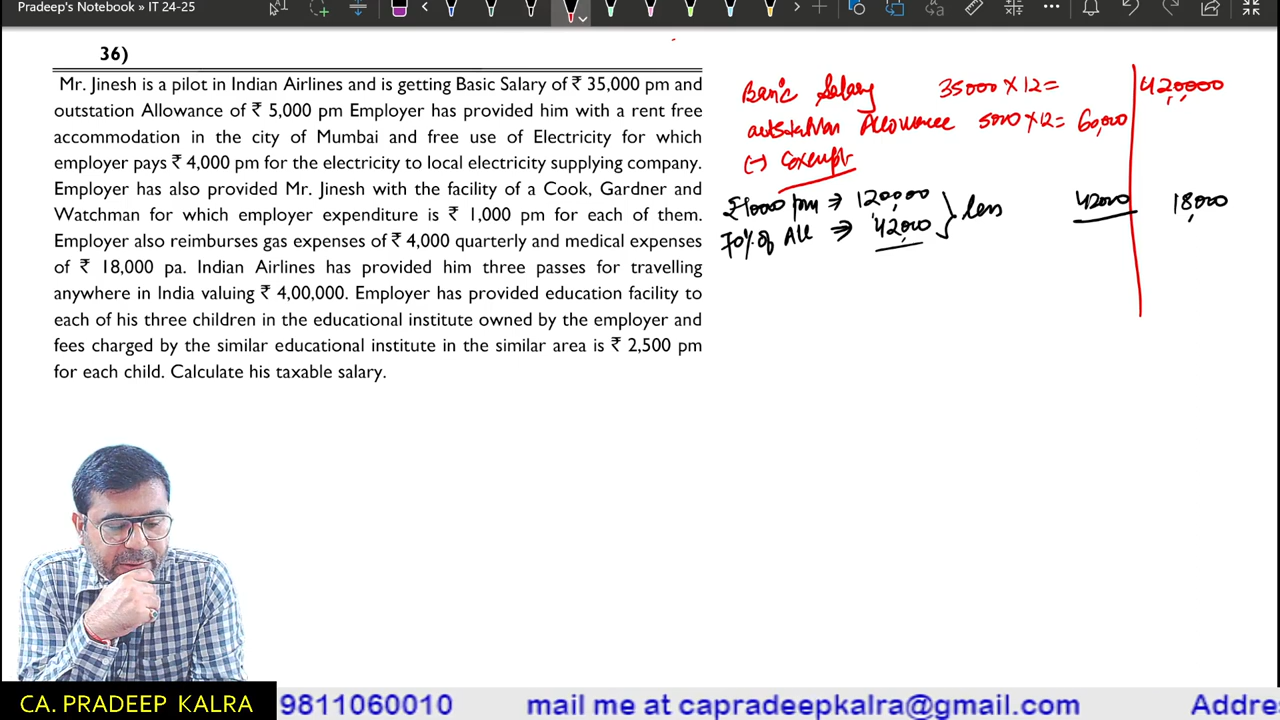 Pradeep's Notebook » IT 24-25
36)
Mr. Jinesh is a pilot in Indian Airlines and is getting Basic Salary of ₹ 35,000 pm and
outstation Allowance of ₹ 5,000 pm Employer has provided him with a rent free
accommodation in the city of Mumbai and free use of Electricity for which
employer pays ₹ 4,000 pm for the electricity to local electricity supplying company.
Employer has also provided Mr. Jinesh with the facility of a Cook, Gardner and
Watchman for which employer expenditure is ₹ 1,000 pm for each of them.
Employer also reimburses gas expenses of ₹ 4,000 quarterly and medical expenses
of ₹ 18,000 pa. Indian Airlines has provided him three passes for travelling
anywhere in India valuing ₹ 4,00,000. Employer has provided education facility to
each of his three children in the educational institute owned by the employer and
fees charged by the similar educational institute in the similar area is ₹ 2,500 pm
for each child. Calculate his taxable salary.
Basic Salary 35000 × 12 = 420000
outstation Allowance 5000 × 12 = 60,000
(-) Exempt
pm ⇒ 120,000
70% of All ⇒ 42,000 } less 42000 18,000
CA. PRADEEP KALRA
9811060010 mail me at capradeepkalra@gmail.com Addre